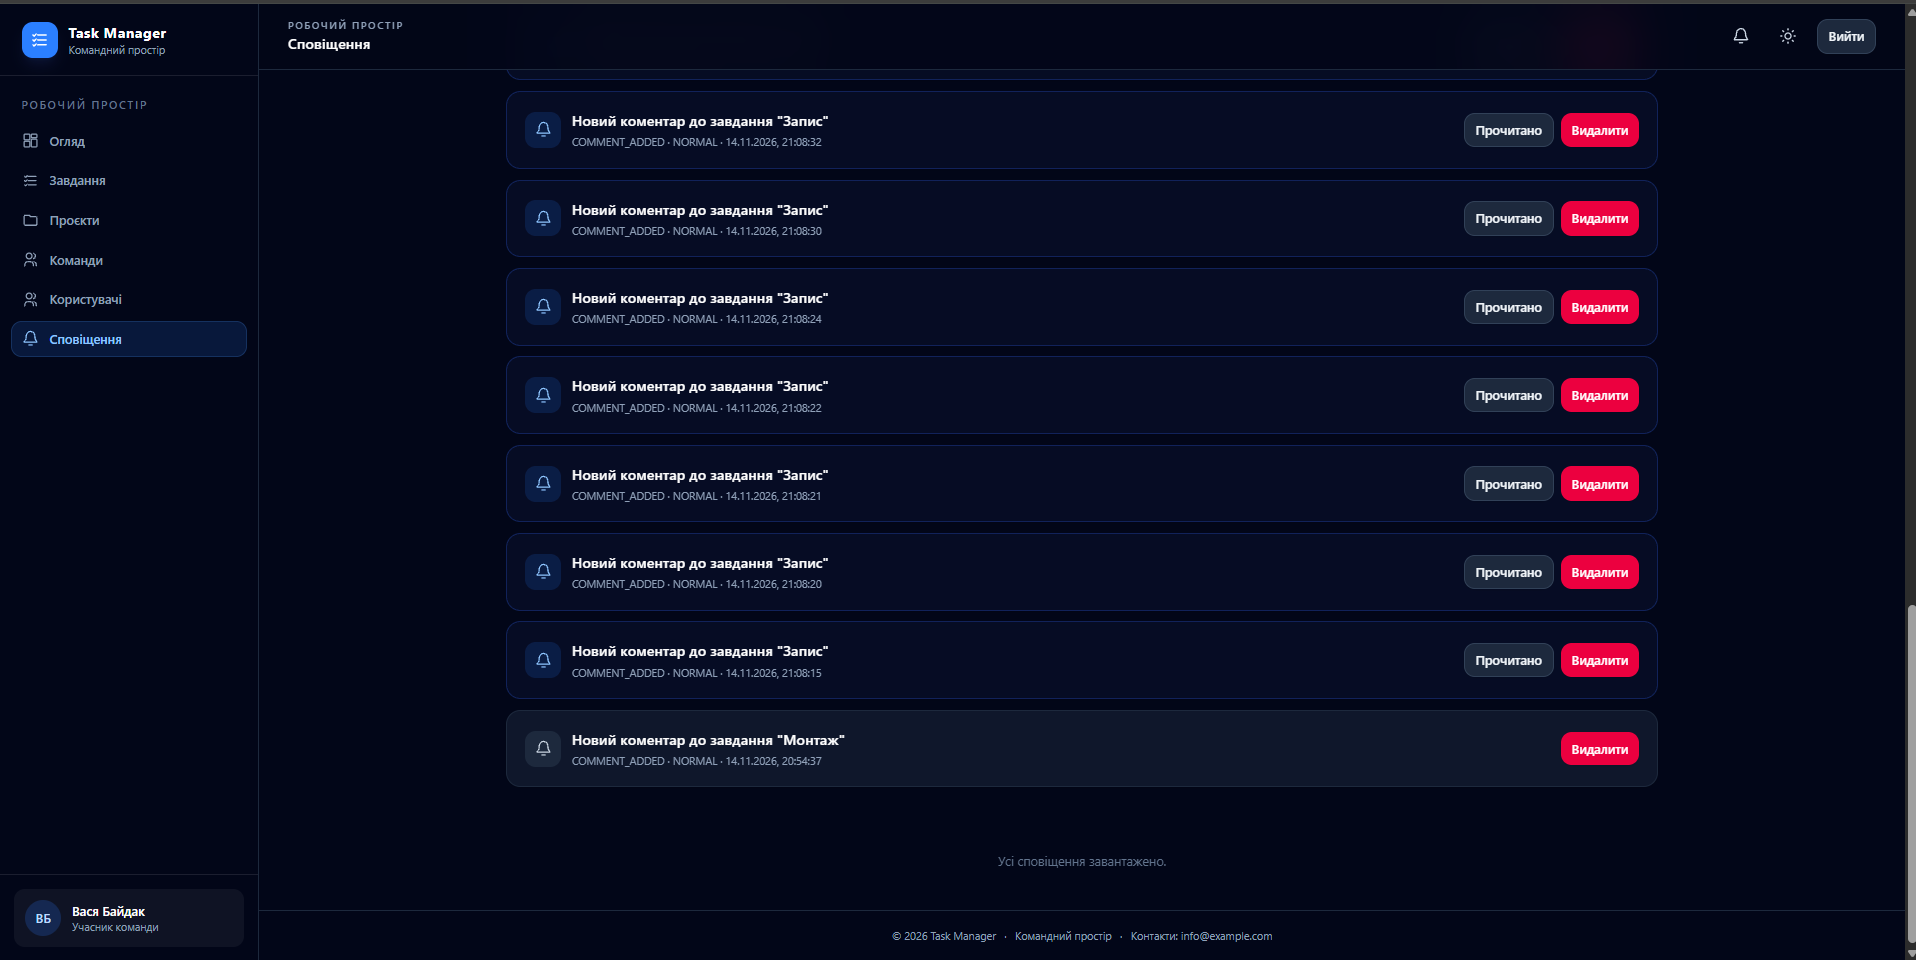 Task Manager
Командний простір
РОБОЧИЙ ПРОСТІР
Огляд
Завдання
Проєкти
Команди
Користувачі
Сповіщення
ВБ
Вася Байдак
Учасник команди
РОБОЧИЙ ПРОСТІР
Сповіщення
Вийти
Новий коментар до завдання "Запис"
COMMENT_ADDED · NORMAL · 14.11.2026, 21:08:32
Прочитано Видалити
Новий коментар до завдання "Запис"
COMMENT_ADDED · NORMAL · 14.11.2026, 21:08:30
Прочитано Видалити
Новий коментар до завдання "Запис"
COMMENT_ADDED · NORMAL · 14.11.2026, 21:08:24
Прочитано Видалити
Новий коментар до завдання "Запис"
COMMENT_ADDED · NORMAL · 14.11.2026, 21:08:22
Прочитано Видалити
Новий коментар до завдання "Запис"
COMMENT_ADDED · NORMAL · 14.11.2026, 21:08:21
Прочитано Видалити
Новий коментар до завдання "Запис"
COMMENT_ADDED · NORMAL · 14.11.2026, 21:08:20
Прочитано Видалити
Новий коментар до завдання "Запис"
COMMENT_ADDED · NORMAL · 14.11.2026, 21:08:15
Прочитано Видалити
Новий коментар до завдання "Монтаж"
COMMENT_ADDED · NORMAL · 14.11.2026, 20:54:37
Видалити
Усі сповіщення завантажено.
© 2026 Task Manager · Командний простір · Контакти: info@example.com